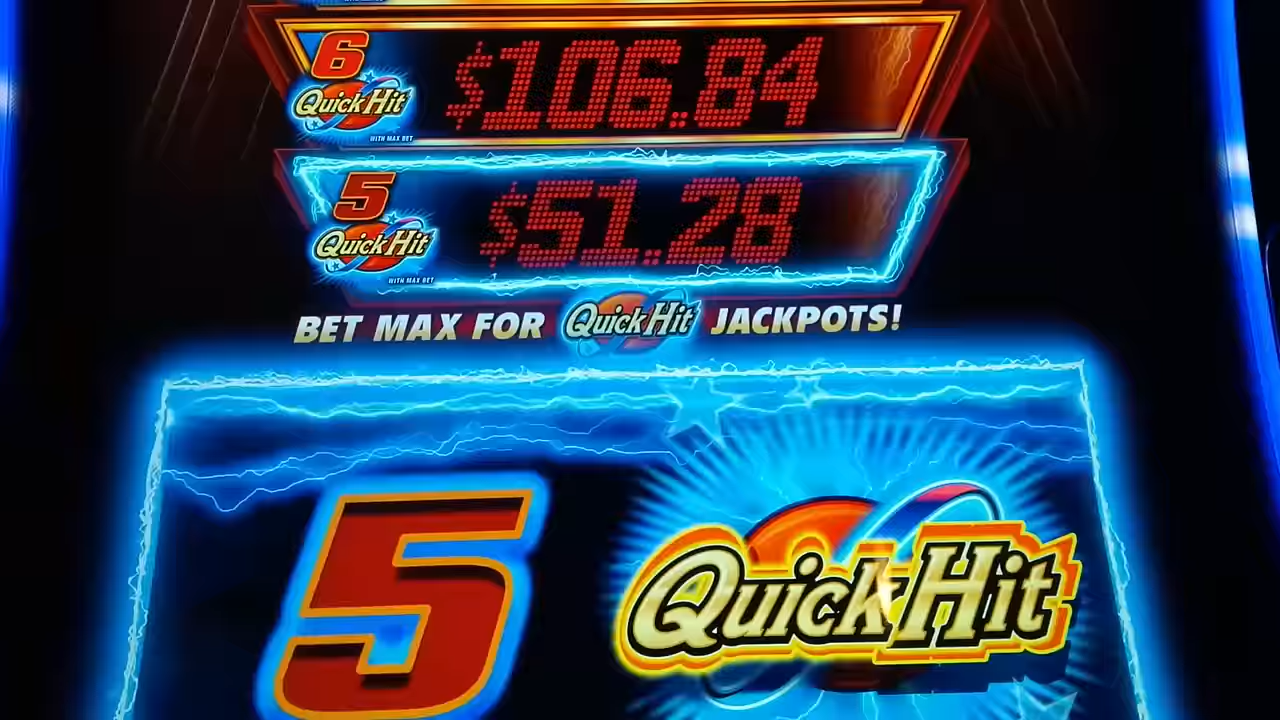 6
$106.84
Quick Hit
WITH MAX BET
5
$51.28
Quick Hit
WITH MAX BET
BET MAX FOR Quick Hit JACKPOTS!
5 Quick Hit